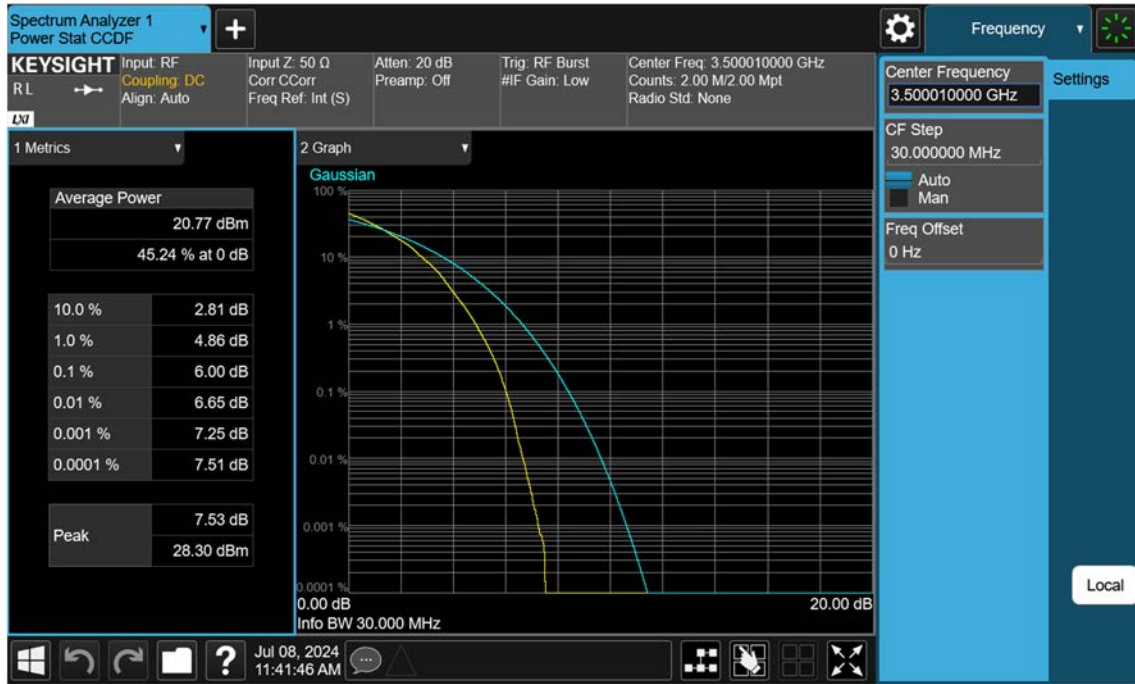 Spectrum Analyzer 1
Power Stat CCDF
Frequency
KEYSIGHT
R L
LXI
Input: RF
Coupling: DC
Align: Auto
Input Z: 50 Ω
Corr CCorr
Freq Ref: Int (S)
Atten: 20 dB
Preamp: Off
Trig: RF Burst
#IF Gain: Low
Center Freq: 3.500010000 GHz
Counts: 2.00 M/2.00 Mpt
Radio Std: None
Center Frequency
3.500010000 GHz
Settings
CF Step
30.000000 MHz
Auto
Man
Freq Offset
0 Hz
Local
1 Metrics
Average Power
20.77 dBm
45.24 % at 0 dB
10.0 % 2.81 dB
1.0 % 4.86 dB
0.1 % 6.00 dB
0.01 % 6.65 dB
0.001 % 7.25 dB
0.0001 % 7.51 dB
Peak
7.53 dB
28.30 dBm
2 Graph
Gaussian
100 %
10 %
1 %
0.1 %
0.01 %
0.001 %
0.0001 %
0.00 dB 20.00 dB
Info BW 30.000 MHz
?
Jul 08, 2024
11:41:46 AM